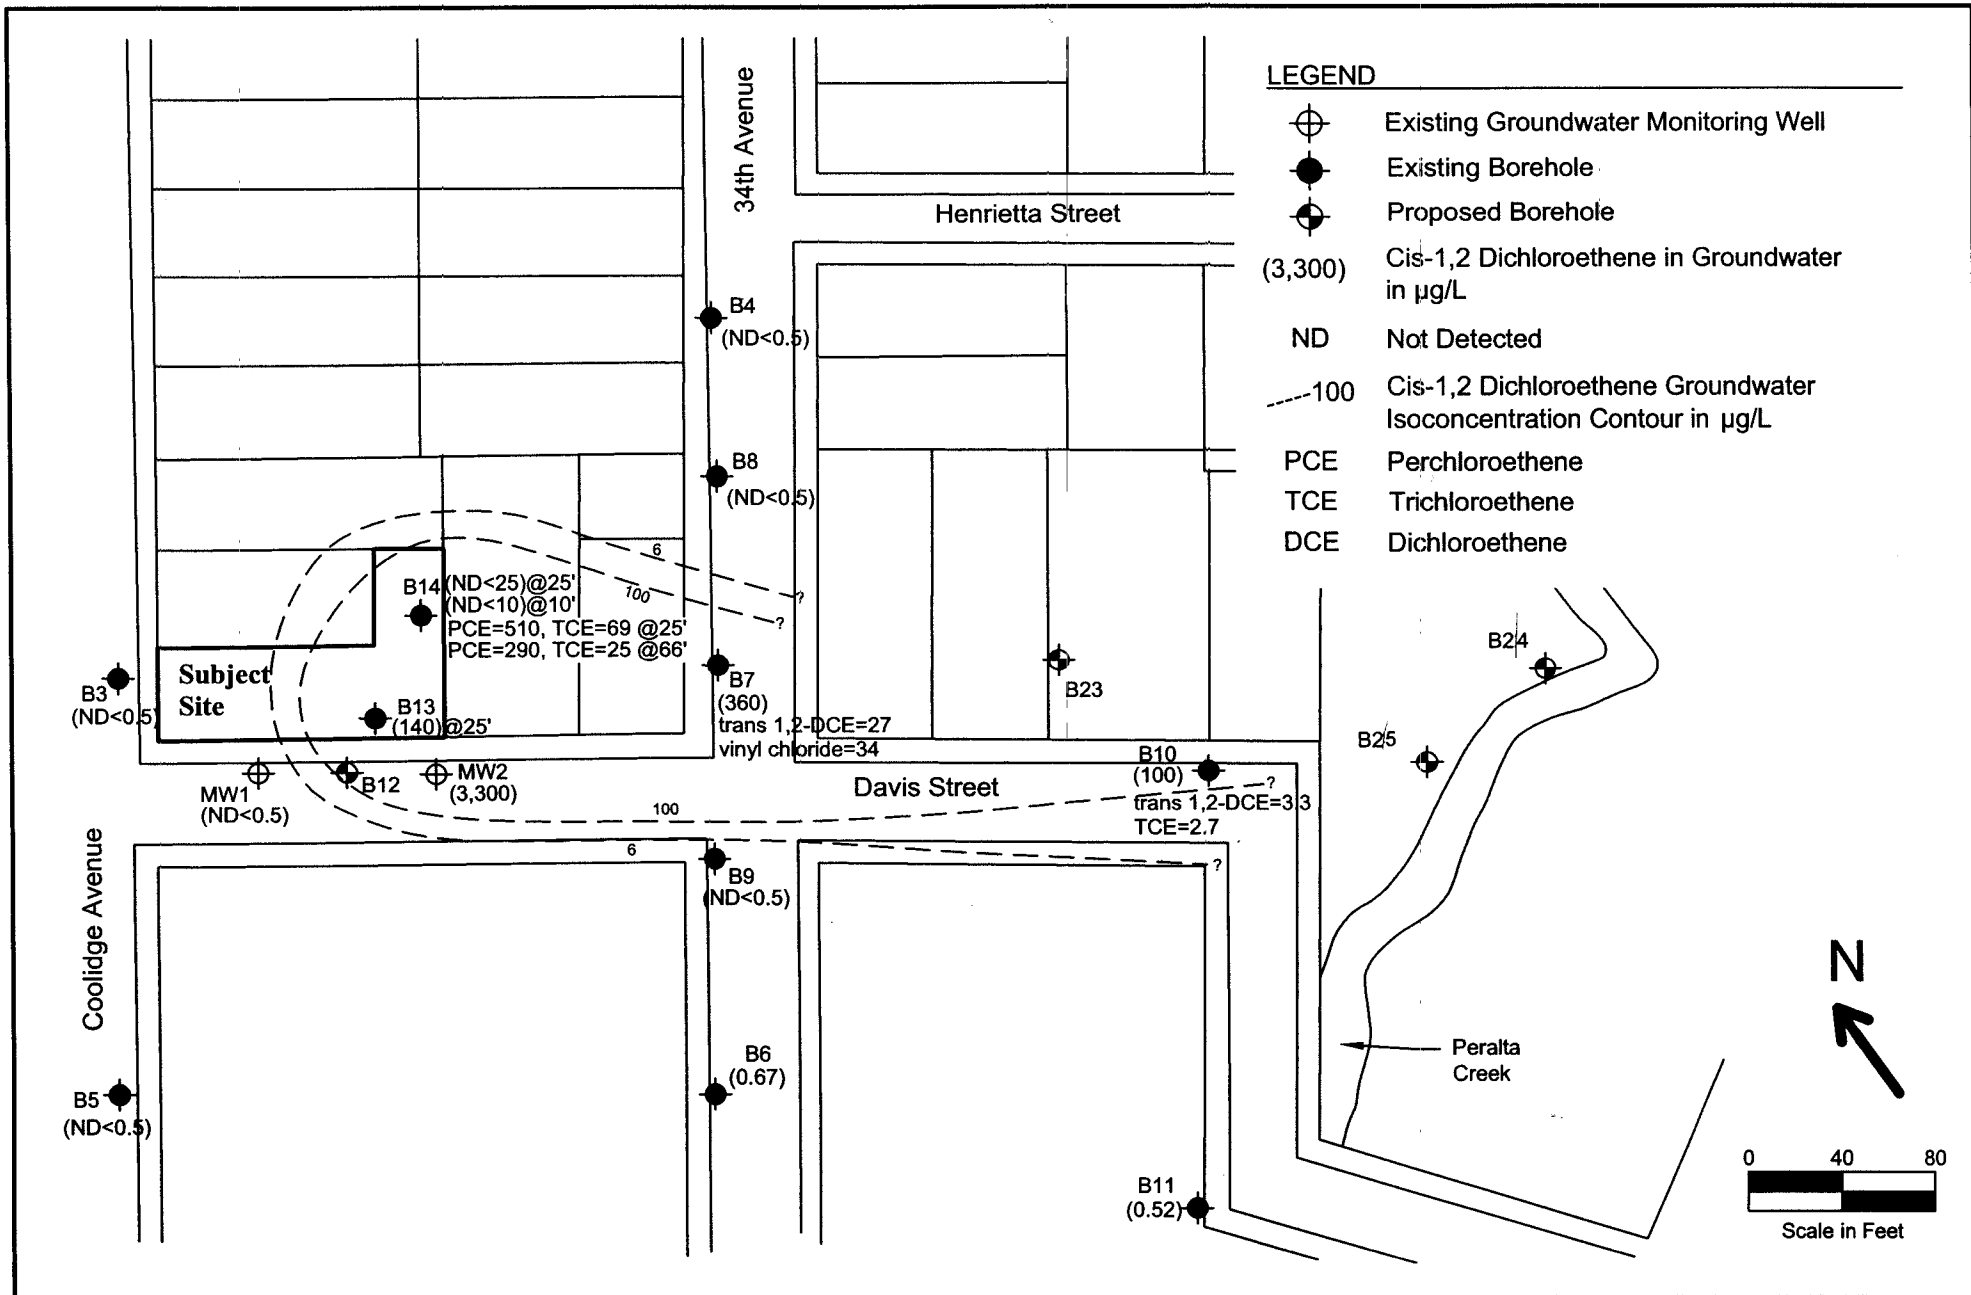 34th Avenue
Henrietta Street
LEGEND
Existing Groundwater Monitoring Well
Existing Borehole
Proposed Borehole
(3,300) Cis-1,2 Dichloroethene in Groundwater
in µg/L
ND Not Detected
100 Cis-1,2 Dichloroethene Groundwater
Isoconcentration Contour in µg/L
PCE Perchloroethene
TCE Trichloroethene
DCE Dichloroethene
B4
(ND<0.5)
B8
(ND<0.5)
6
100
?
?
B14
(ND<25)@25'
(ND<10)@10'
PCE=510, TCE=69 @25'
PCE=290, TCE=25 @66'
Subject
Site
B3
(ND<0.5)
B13
(140)@25'
B7
(360)
trans 1,2-DCE=27
vinyl chloride=34
B23
B24
B25
MW1
(ND<0.5)
B12
MW2
(3,300)
Davis Street
B10
(100)
trans 1,2-DCE=3.3
TCE=2.7
?
100
6
?
B9
(ND<0.5)
Coolidge Avenue
B5
(ND<0.5)
B6
(0.67)
B11
(0.52)
Peralta
Creek
N
0 40 80
Scale in Feet